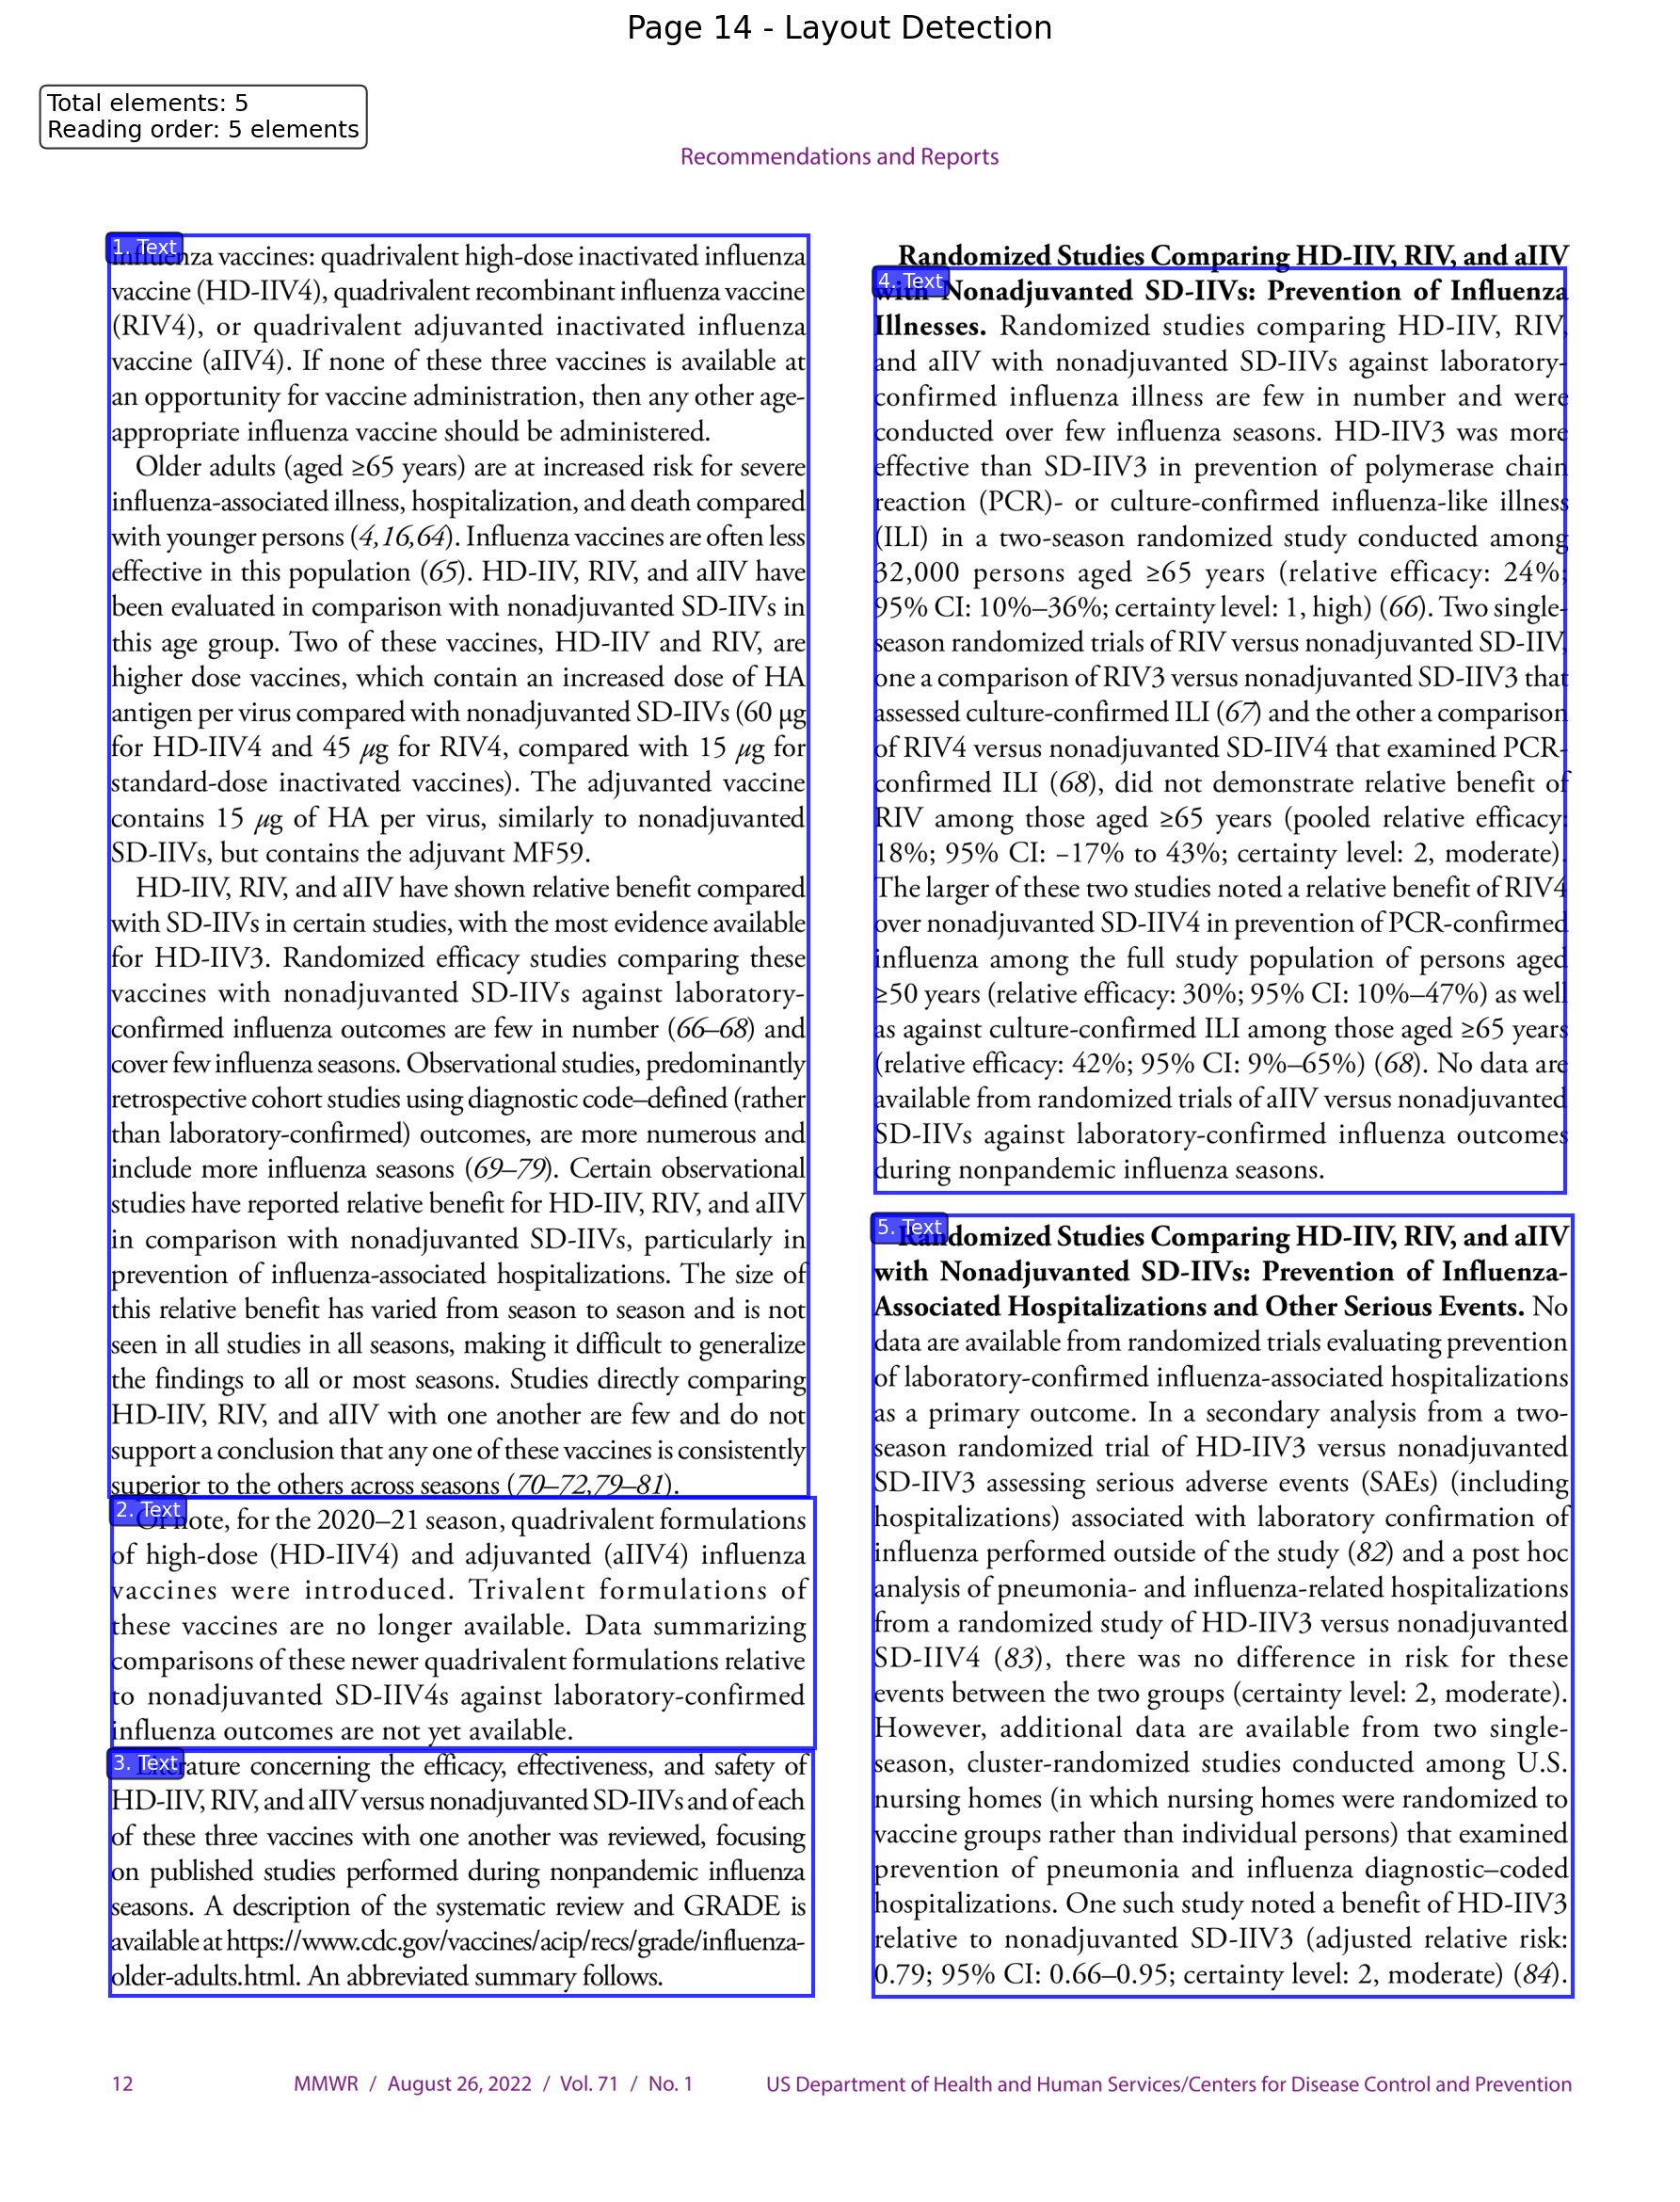 Page 14 - Layout Detection
Total elements: 5
Reading order: 5 elements
Recommendations and Reports
1. Text
influenza vaccines: quadrivalent high-dose inactivated influenza
vaccine (HD-IIV4), quadrivalent recombinant influenza vaccine
(RIV4), or quadrivalent adjuvanted inactivated influenza
vaccine (aIIV4). If none of these three vaccines is available at
an opportunity for vaccine administration, then any other age-
appropriate influenza vaccine should be administered.
Older adults (aged ≥65 years) are at increased risk for severe
influenza-associated illness, hospitalization, and death compared
with younger persons (4,16,64). Influenza vaccines are often less
effective in this population (65). HD-IIV, RIV, and aIIV have
been evaluated in comparison with nonadjuvanted SD-IIVs in
this age group. Two of these vaccines, HD-IIV and RIV, are
higher dose vaccines, which contain an increased dose of HA
antigen per virus compared with nonadjuvanted SD-IIVs (60 μg
for HD-IIV4 and 45 μg for RIV4, compared with 15 μg for
standard-dose inactivated vaccines). The adjuvanted vaccine
contains 15 μg of HA per virus, similarly to nonadjuvanted
SD-IIVs, but contains the adjuvant MF59.
HD-IIV, RIV, and aIIV have shown relative benefit compared
with SD-IIVs in certain studies, with the most evidence available
for HD-IIV3. Randomized efficacy studies comparing these
vaccines with nonadjuvanted SD-IIVs against laboratory-
confirmed influenza outcomes are few in number (66–68) and
cover few influenza seasons. Observational studies, predominantly
retrospective cohort studies using diagnostic code–defined (rather
than laboratory-confirmed) outcomes, are more numerous and
include more influenza seasons (69–79). Certain observational
studies have reported relative benefit for HD-IIV, RIV, and aIIV
in comparison with nonadjuvanted SD-IIVs, particularly in
prevention of influenza-associated hospitalizations. The size of
this relative benefit has varied from season to season and is not
seen in all studies in all seasons, making it difficult to generalize
the findings to all or most seasons. Studies directly comparing
HD-IIV, RIV, and aIIV with one another are few and do not
support a conclusion that any one of these vaccines is consistently
superior to the others across seasons (70–72,79–81).
2. Text
Of note, for the 2020–21 season, quadrivalent formulations
of high-dose (HD-IIV4) and adjuvanted (aIIV4) influenza
vaccines were introduced. Trivalent formulations of
these vaccines are no longer available. Data summarizing
comparisons of these newer quadrivalent formulations relative
to nonadjuvanted SD-IIV4s against laboratory-confirmed
influenza outcomes are not yet available.
3. Text
Literature concerning the efficacy, effectiveness, and safety of
HD-IIV, RIV, and aIIV versus nonadjuvanted SD-IIVs and of each
of these three vaccines with one another was reviewed, focusing
on published studies performed during nonpandemic influenza
seasons. A description of the systematic review and GRADE is
available at https://www.cdc.gov/vaccines/acip/recs/grade/influenza-
older-adults.html. An abbreviated summary follows.
Randomized Studies Comparing HD-IIV, RIV, and aIIV
4. Text
with Nonadjuvanted SD-IIVs: Prevention of Influenza
Illnesses. Randomized studies comparing HD-IIV, RIV,
and aIIV with nonadjuvanted SD-IIVs against laboratory-
confirmed influenza illness are few in number and were
conducted over few influenza seasons. HD-IIV3 was more
effective than SD-IIV3 in prevention of polymerase chain
reaction (PCR)- or culture-confirmed influenza-like illness
(ILI) in a two-season randomized study conducted among
32,000 persons aged ≥65 years (relative efficacy: 24%;
95% CI: 10%–36%; certainty level: 1, high) (66). Two single-
season randomized trials of RIV versus nonadjuvanted SD-IIV,
one a comparison of RIV3 versus nonadjuvanted SD-IIV3 that
assessed culture-confirmed ILI (67) and the other a comparison
of RIV4 versus nonadjuvanted SD-IIV4 that examined PCR-
confirmed ILI (68), did not demonstrate relative benefit of
RIV among those aged ≥65 years (pooled relative efficacy:
18%; 95% CI: −17% to 43%; certainty level: 2, moderate).
The larger of these two studies noted a relative benefit of RIV4
over nonadjuvanted SD-IIV4 in prevention of PCR-confirmed
influenza among the full study population of persons aged
≥50 years (relative efficacy: 30%; 95% CI: 10%–47%) as well
as against culture-confirmed ILI among those aged ≥65 years
(relative efficacy: 42%; 95% CI: 9%–65%) (68). No data are
available from randomized trials of aIIV versus nonadjuvanted
SD-IIVs against laboratory-confirmed influenza outcomes
during nonpandemic influenza seasons.
5. Text
Randomized Studies Comparing HD-IIV, RIV, and aIIV
with Nonadjuvanted SD-IIVs: Prevention of Influenza-
Associated Hospitalizations and Other Serious Events. No
data are available from randomized trials evaluating prevention
of laboratory-confirmed influenza-associated hospitalizations
as a primary outcome. In a secondary analysis from a two-
season randomized trial of HD-IIV3 versus nonadjuvanted
SD-IIV3 assessing serious adverse events (SAEs) (including
hospitalizations) associated with laboratory confirmation of
influenza performed outside of the study (82) and a post hoc
analysis of pneumonia- and influenza-related hospitalizations
from a randomized study of HD-IIV3 versus nonadjuvanted
SD-IIV4 (83), there was no difference in risk for these
events between the two groups (certainty level: 2, moderate).
However, additional data are available from two single-
season, cluster-randomized studies conducted among U.S.
nursing homes (in which nursing homes were randomized to
vaccine groups rather than individual persons) that examined
prevention of pneumonia and influenza diagnostic–coded
hospitalizations. One such study noted a benefit of HD-IIV3
relative to nonadjuvanted SD-IIV3 (adjusted relative risk:
0.79; 95% CI: 0.66–0.95; certainty level: 2, moderate) (84).
12 MMWR / August 26, 2022 / Vol. 71 / No. 1 US Department of Health and Human Services/Centers for Disease Control and Prevention